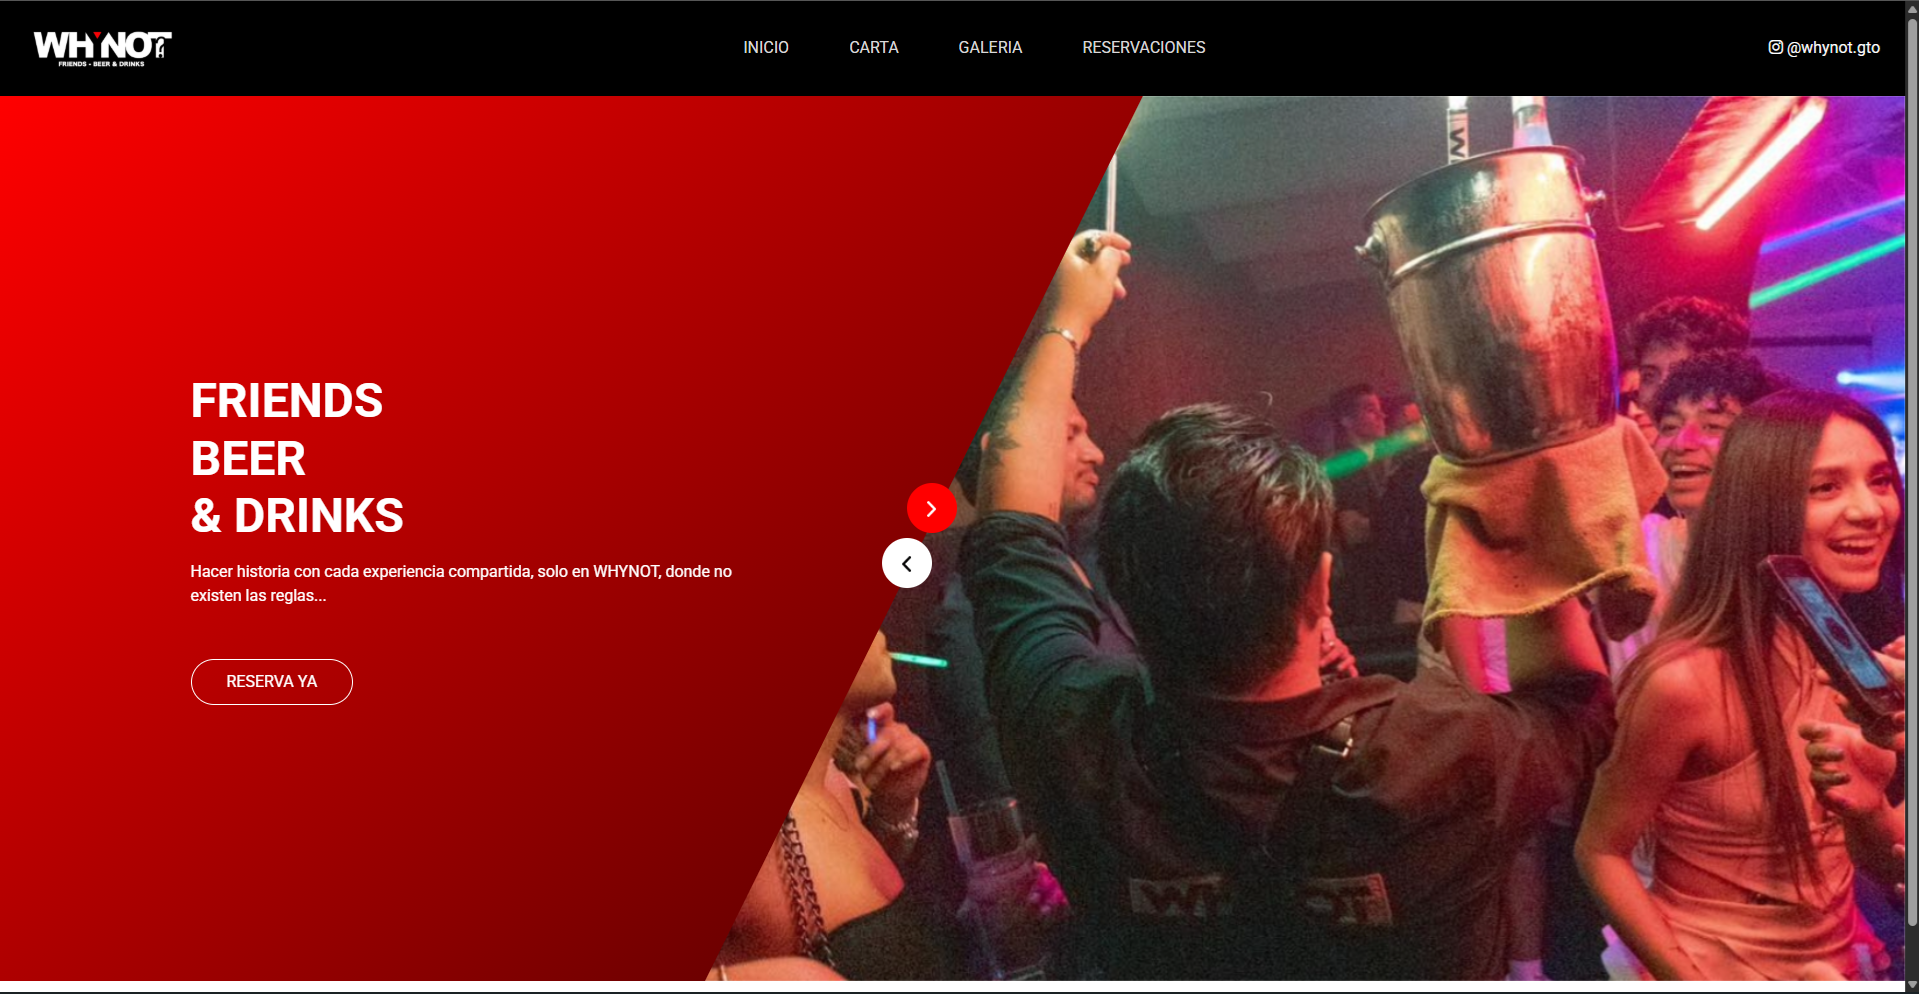 WHYNOT
FRIENDS - BEER & DRINKS
INICIO
CARTA
GALERIA
RESERVACIONES
@whynot.gto
FRIENDS
BEER
& DRINKS
Hacer historia con cada experiencia compartida, solo en WHYNOT, donde no
existen las reglas...
RESERVA YA